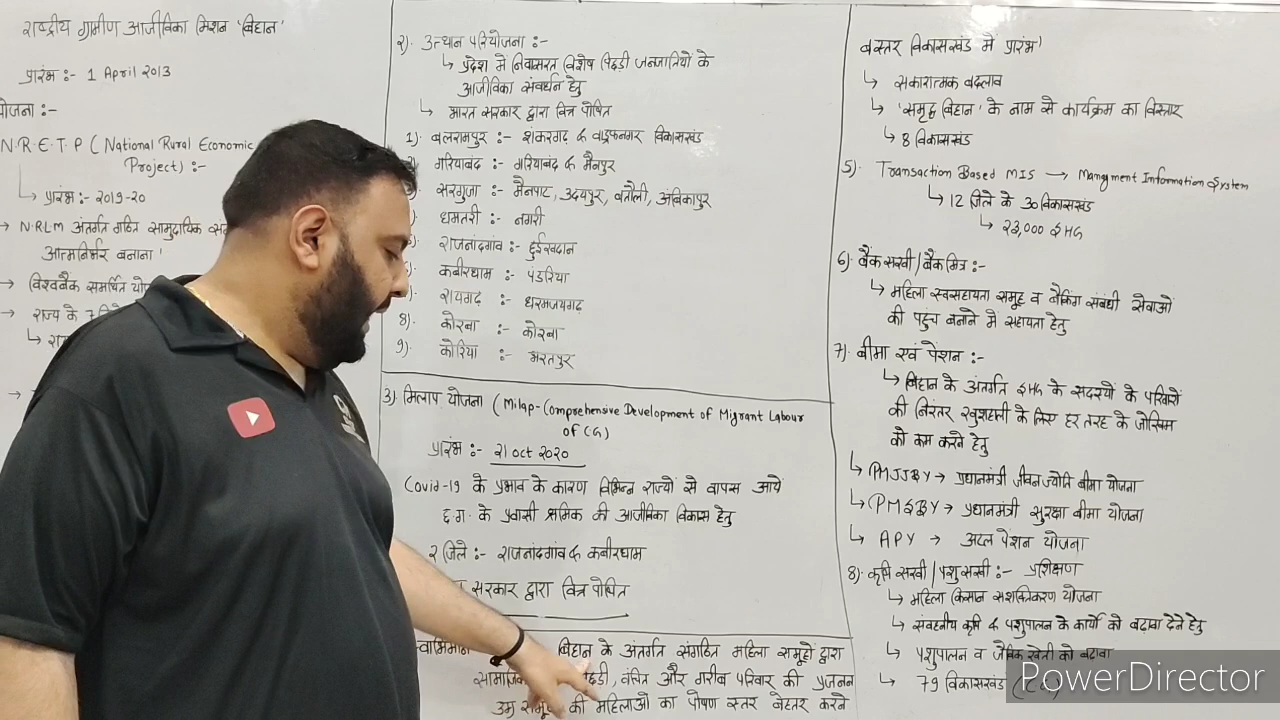 राष्ट्रीय ग्रामीण आजीविका मिशन 'बिहान'
प्रारंभ :- 1 April 2013
योजना :-
N.R.E.T.P ( National Rural Economic
Project) :-
↳ प्रारंभ :- 2019-20
→ NRLM अंतर्गत गठित सामुदायिक
आत्मनिर्भर बनाना'
→ विश्वबैंक समर्थित
→ राज्य के 7
↳
→
२). उत्थान परियोजना :-
↳ प्रदेश में निवासरत विशेष पिछड़ी जनजातियों के
आजीविका संवर्धन हेतु
↳ भारत सरकार द्वारा वित्त पोषित
1). बलरामपुर :- शंकरगढ़ व वाड्रफनगर विकासखंड
गरियाबंद :- गरियाबंद व मैनपुर
सरगुजा :- मैनपाट, उदयपुर, बतौली, अंबिकापुर
धमतरी :- नगरी
राजनांदगांव :- छुईखदान
कबीरधाम :- पंडरिया
रायगढ़ :- धरमजयगढ़
8). कोरबा :- कोरबा
9). कोरिया :- भरतपुर
3) मिलाप योजना ( Milap- Comprehensive Development of Migrant Labour
of CG)
प्रारंभ :- २1 oct 2020
Covid-19 के प्रभाव के कारण विभिन्न राज्यों से वापस आये
छ.ग. के प्रवासी श्रमिक की आजीविका विकास हेतु
२ जिले :- राजनांदगांव व कबीरधाम
सरकार द्वारा वित्त पोषित
बिहान के अंतर्गत संगठित महिला समूहों द्वारा
वंचित और गरीब परिवार की प्रजनन
की महिलाओं का पोषण स्तर बेहतर करने
बस्तर विकासखंड में प्रारंभ'
↳ सकारात्मक बदलाव
↳ 'समृद्ध बिहान' के नाम से कार्यक्रम का विस्तार
↳ 8 विकासखंड
5). Transaction Based MIS → Managment Information System
↳ 12 जिले के 30 विकासखंड
↳ २3,000 SHG
6). बैंक सखी / बैंक मित्र :-
↳ महिला स्वसहायता समूह व बैंकिंग संबंधी सेवाओं
की पहुच बनाने में सहायता हेतु
7). बीमा एवं पेंशन :-
↳ बिहान के अंतर्गत SHG के सदस्यों के परिवारों
की निरंतर खुशहाली के लिए हर तरह के जोखिम
को कम करने हेतु
↳ PMJJBY → प्रधानमंत्री जीवन ज्योति बीमा योजना
↳ PMSBY → प्रधानमंत्री सुरक्षा बीमा योजना
↳ APY → अटल पेंशन योजना
8). कृषि सखी / पशु सखी :- प्रशिक्षण
↳ महिला किसान सशक्तिकरण योजना
↳ संवहनीय कृषि व पशुपालन के कार्यों को बढ़ावा देने हेतु
↳ पशुपालन व जैविक खेती को बढ़ावा
↳ 79 विकासखंड
PowerDirector